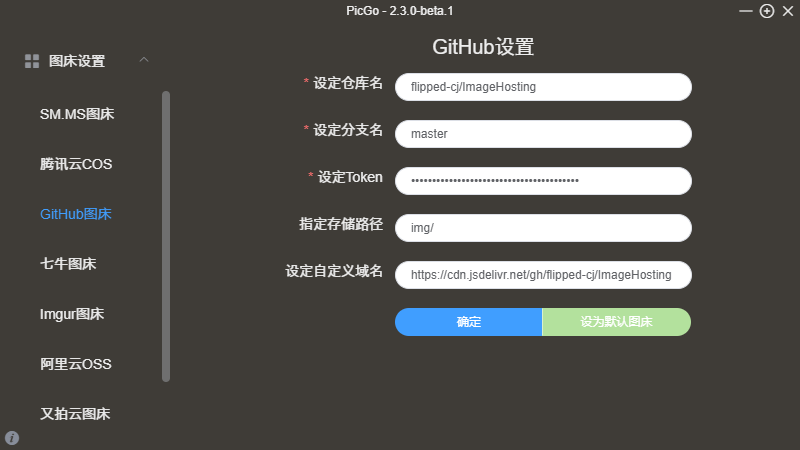 PicGo - 2.3.0-beta.1
图床设置
SM.MS图床
腾讯云COS
GitHub图床
七牛图床
Imgur图床
阿里云OSS
又拍云图床
GitHub设置
* 设定仓库名
flipped-cj/ImageHosting
* 设定分支名
master
* 设定Token
指定存储路径
img/
设定自定义域名
https://cdn.jsdelivr.net/gh/flipped-cj/ImageHosting
确定
设为默认图床